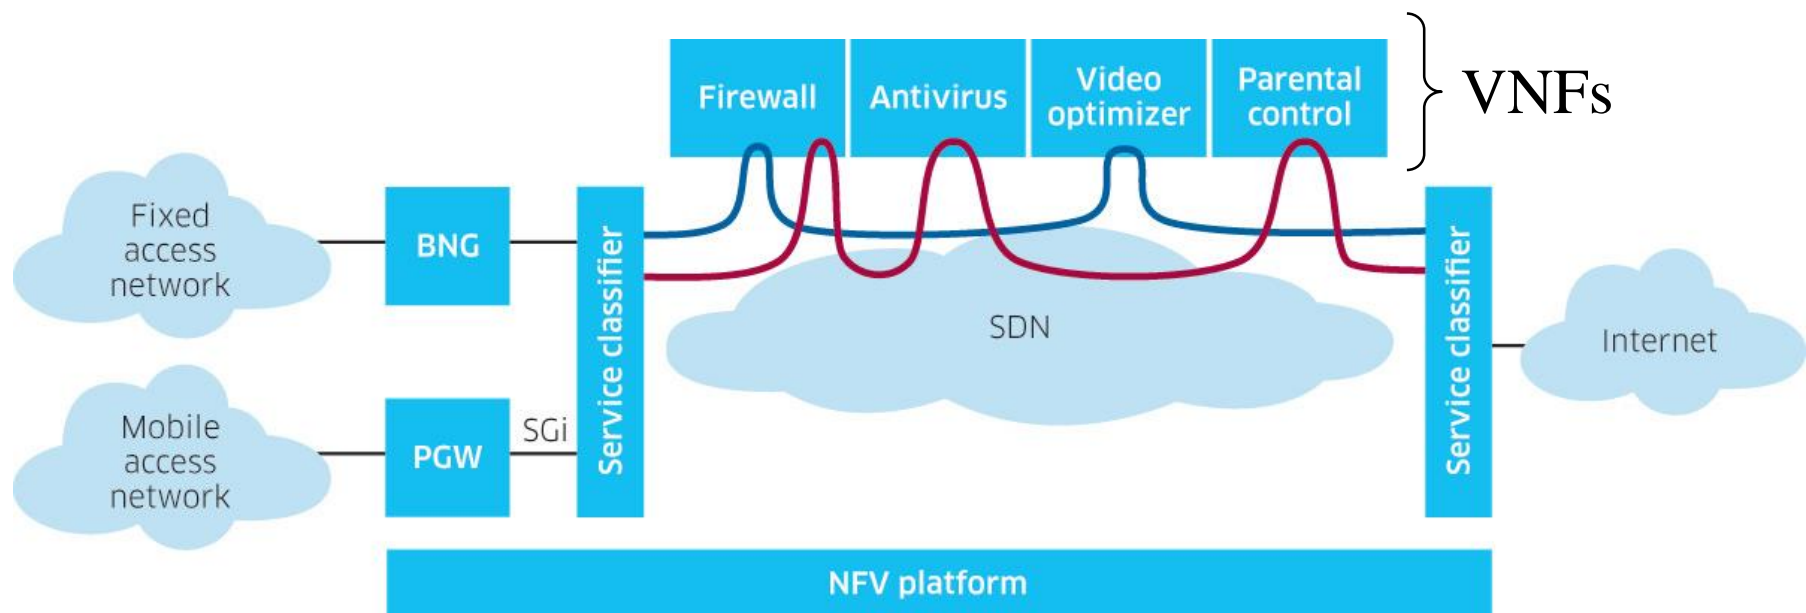 Firewall
Antivirus
Video
optimizer
Parental
control
VNFs
Fixed
access
network
BNG
Service classifier
SDN
Service classifier
Internet
Mobile
access
network
PGW
SGi
NFV platform